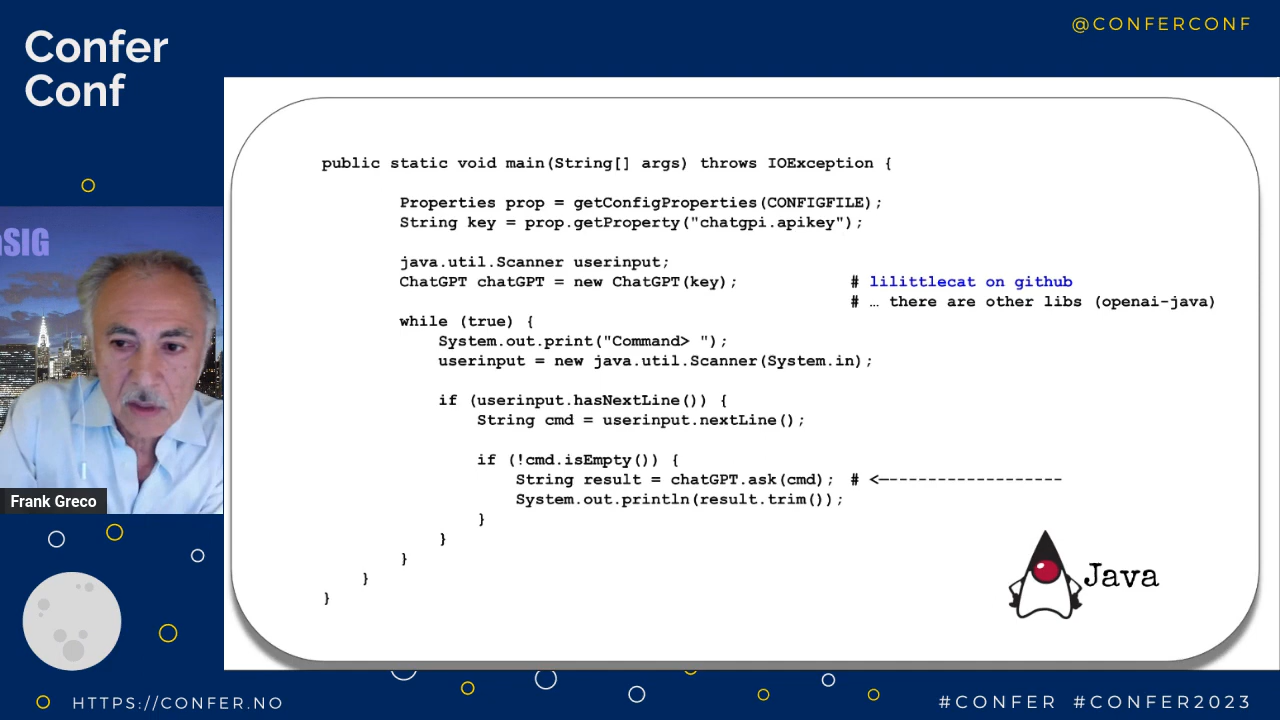 Confer
Conf
@CONFERCONF
SIG
Frank Greco
public static void main(String[] args) throws IOException {
Properties prop = getConfigProperties(CONFIGFILE);
String key = prop.getProperty("chatgpi.apikey");
java.util.Scanner userinput;
ChatGPT chatGPT = new ChatGPT(key); # lilittlecat on github
# … there are other libs (openai-java)
while (true) {
System.out.print("Command> ");
userinput = new java.util.Scanner(System.in);
if (userinput.hasNextLine()) {
String cmd = userinput.nextLine();
if (!cmd.isEmpty()) {
String result = chatGPT.ask(cmd); # <—------------------
System.out.println(result.trim());
}
}
}
}
}
Java
HTTPS://CONFER.NO
#CONFER #CONFER2023